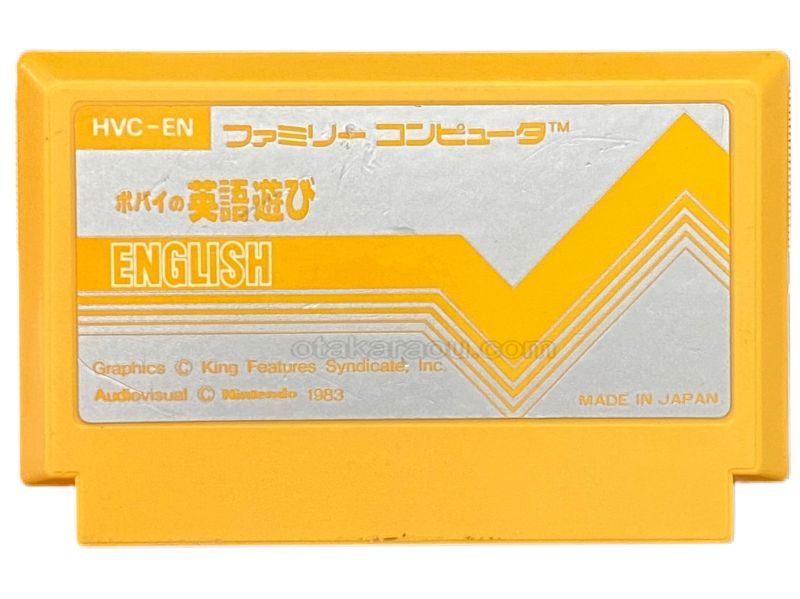 HVC-EN ファミリー コンピュータ™
ポパイの英語遊び
ENGLISH
otakaraou.com
Graphics © King Features Syndicate, Inc.
Audiovisual © Nintendo 1983
MADE IN JAPAN